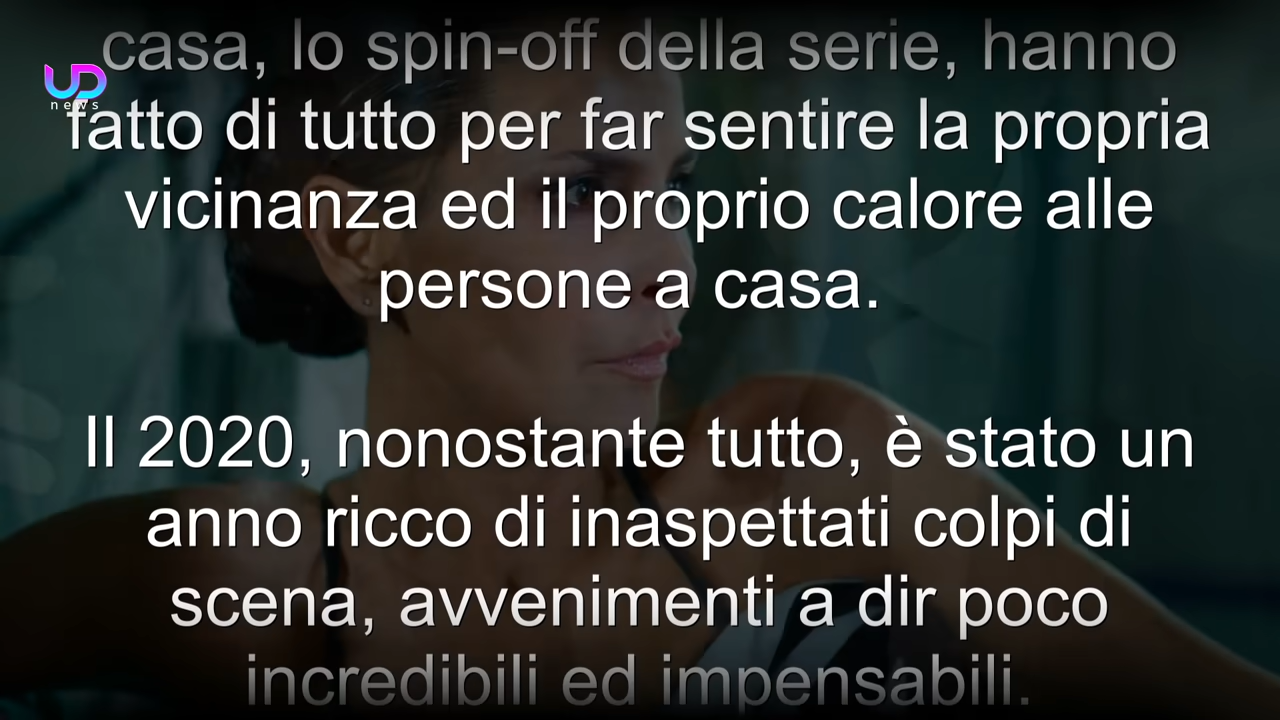 casa, lo spin-off della serie, hanno
UD
news
fatto di tutto per far sentire la propria
vicinanza ed il proprio calore alle
persone a casa.
Il 2020, nonostante tutto, è stato un
anno ricco di inaspettati colpi di
scena, avvenimenti a dir poco
incredibili ed impensabili.